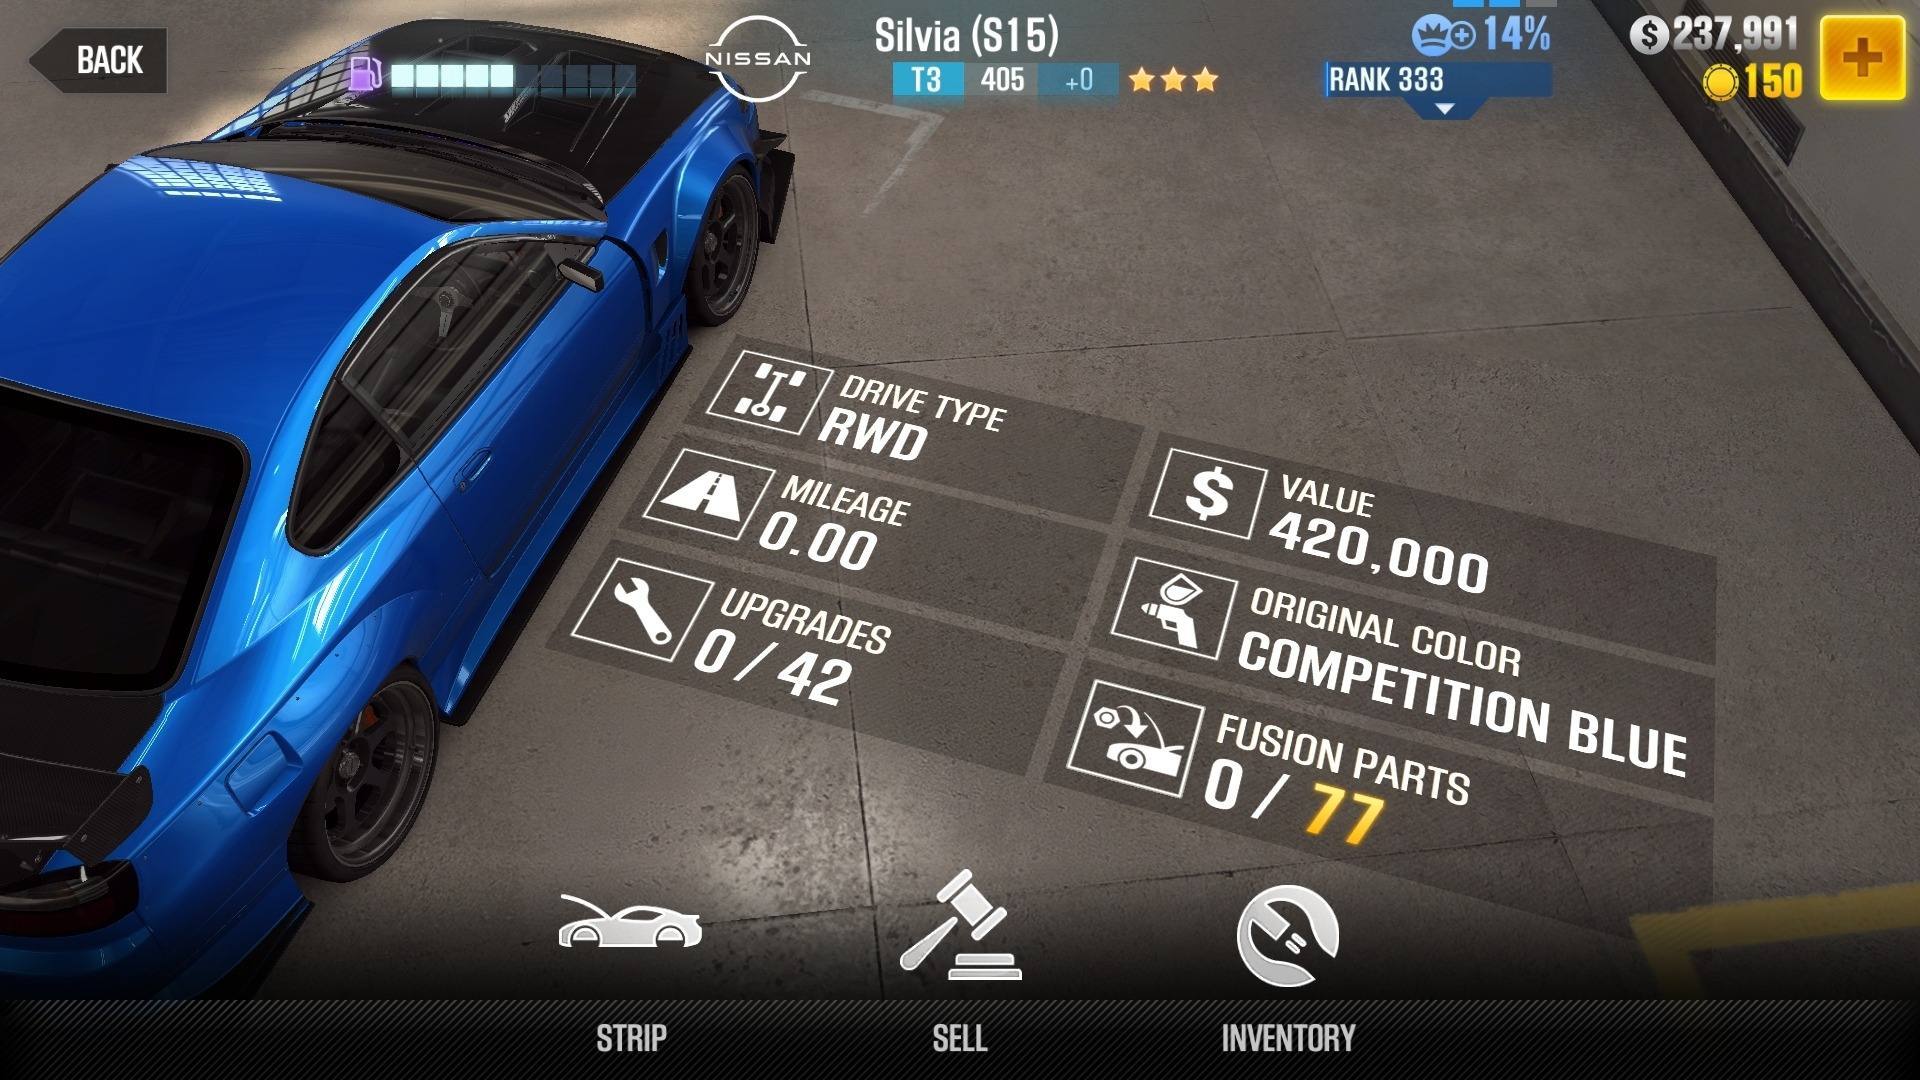 BACK
NISSAN
Silvia (S15)
T3 405 +0
14%
RANK 333
$ 237,991
150
DRIVE TYPE
RWD
MILEAGE
0.00
UPGRADES
0 / 42
$
VALUE
420,000
ORIGINAL COLOR
COMPETITION BLUE
FUSION PARTS
0 / 77
STRIP
SELL
INVENTORY